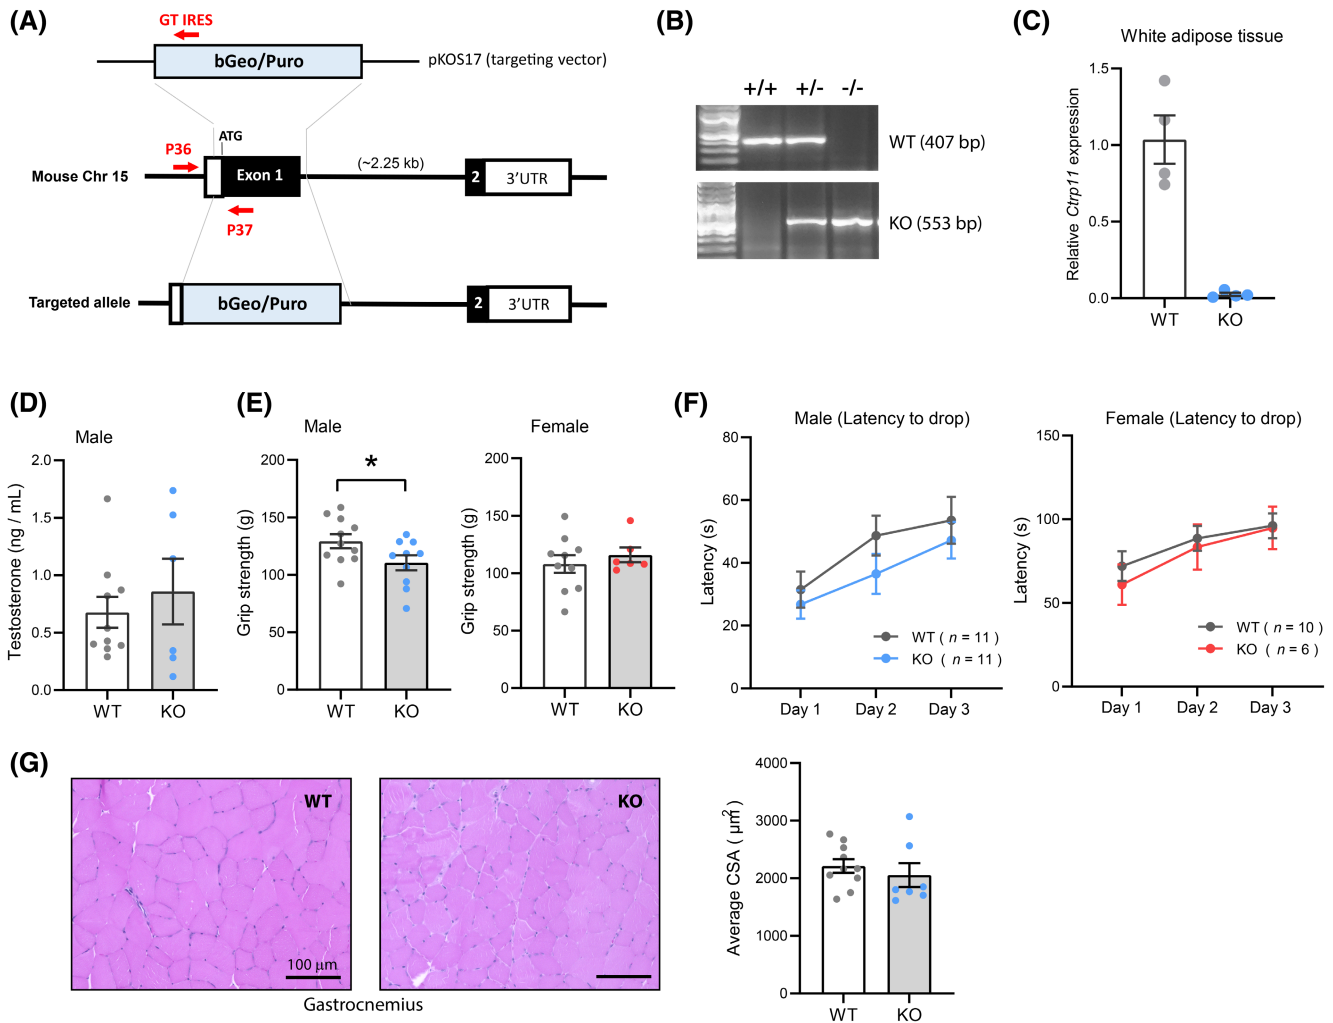 (A)
GT IRES
bGeo/Puro
pKOS17 (targeting vector)
ATG
P36
Mouse Chr 15
Exon 1
(~2.25 kb)
2
3'UTR
P37
Targeted allele
bGeo/Puro
2
3'UTR
(B)
+/+ +/- -/-
WT (407 bp)
KO (553 bp)
(C)
White adipose tissue
Relative Ctrp11 expression
1.5
1.0
0.5
0.0
WT KO
(D)
Male
Testosterone (ng / mL)
2.0
1.5
1.0
0.5
0.0
WT KO
(E)
Male
Grip strength (g)
200
150
100
50
0
*
WT KO
Female
Grip strength (g)
200
150
100
50
0
WT KO
(F)
Male (Latency to drop)
Latency (s)
80
60
40
20
0
WT ( n = 11 )
KO ( n = 11 )
Day 1 Day 2 Day 3
Female (Latency to drop)
Latency (s)
150
100
50
0
WT ( n = 10 )
KO ( n = 6 )
Day 1 Day 2 Day 3
(G)
WT
100 μm
KO
Gastrocnemius
Average CSA ( μm2)
4000
3000
2000
1000
0
WT KO